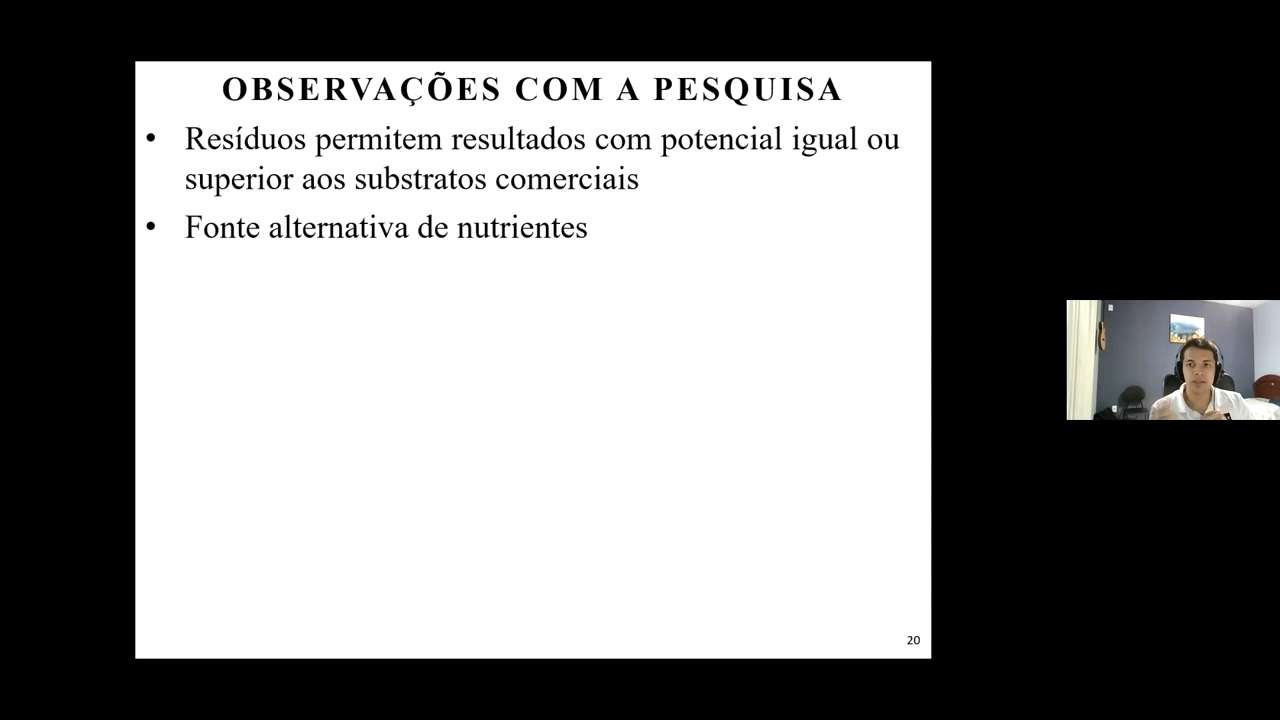 OBSERVAÇÕES COM A PESQUISA
• Resíduos permitem resultados com potencial igual ou
superior aos substratos comerciais
• Fonte alternativa de nutrientes
20